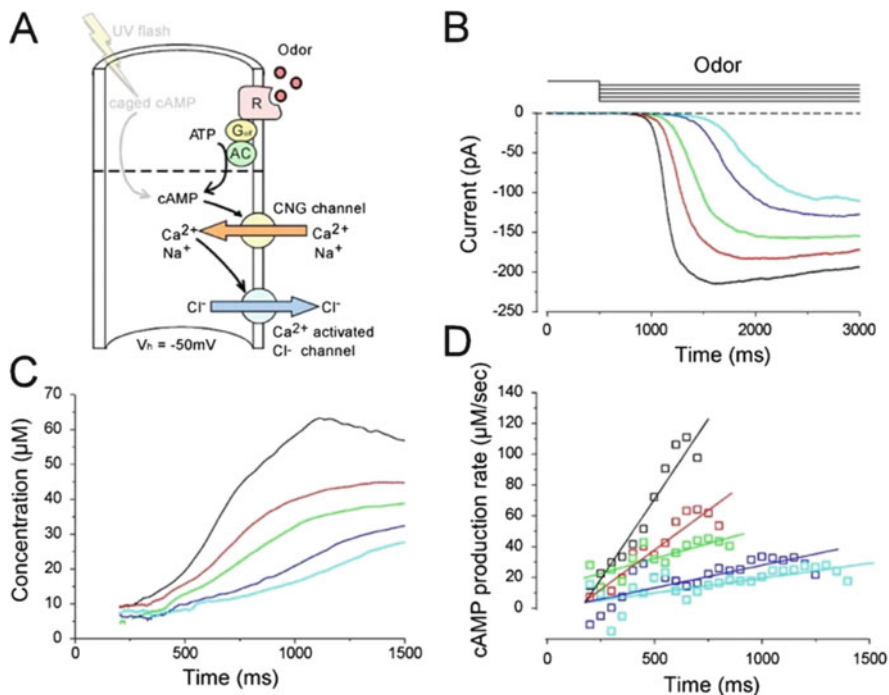 A
UV flash
caged cAMP
Odor
R
Golf
ATP
AC
cAMP
CNG channel
Ca2+
Na+
Ca2+
Na+
Cl-
Cl-
Ca2+ activated
Cl- channel
Vh = -50mV
B
Odor
0
-50
-100
-150
-200
-250
Current (pA)
0
1000
2000
3000
Time (ms)
C
70
60
50
40
30
20
10
0
Concentration (µM)
0
500
1000
1500
Time (ms)
D
140
120
100
80
60
40
20
0
cAMP production rate (µM/sec)
0
500
1000
1500
Time (ms)